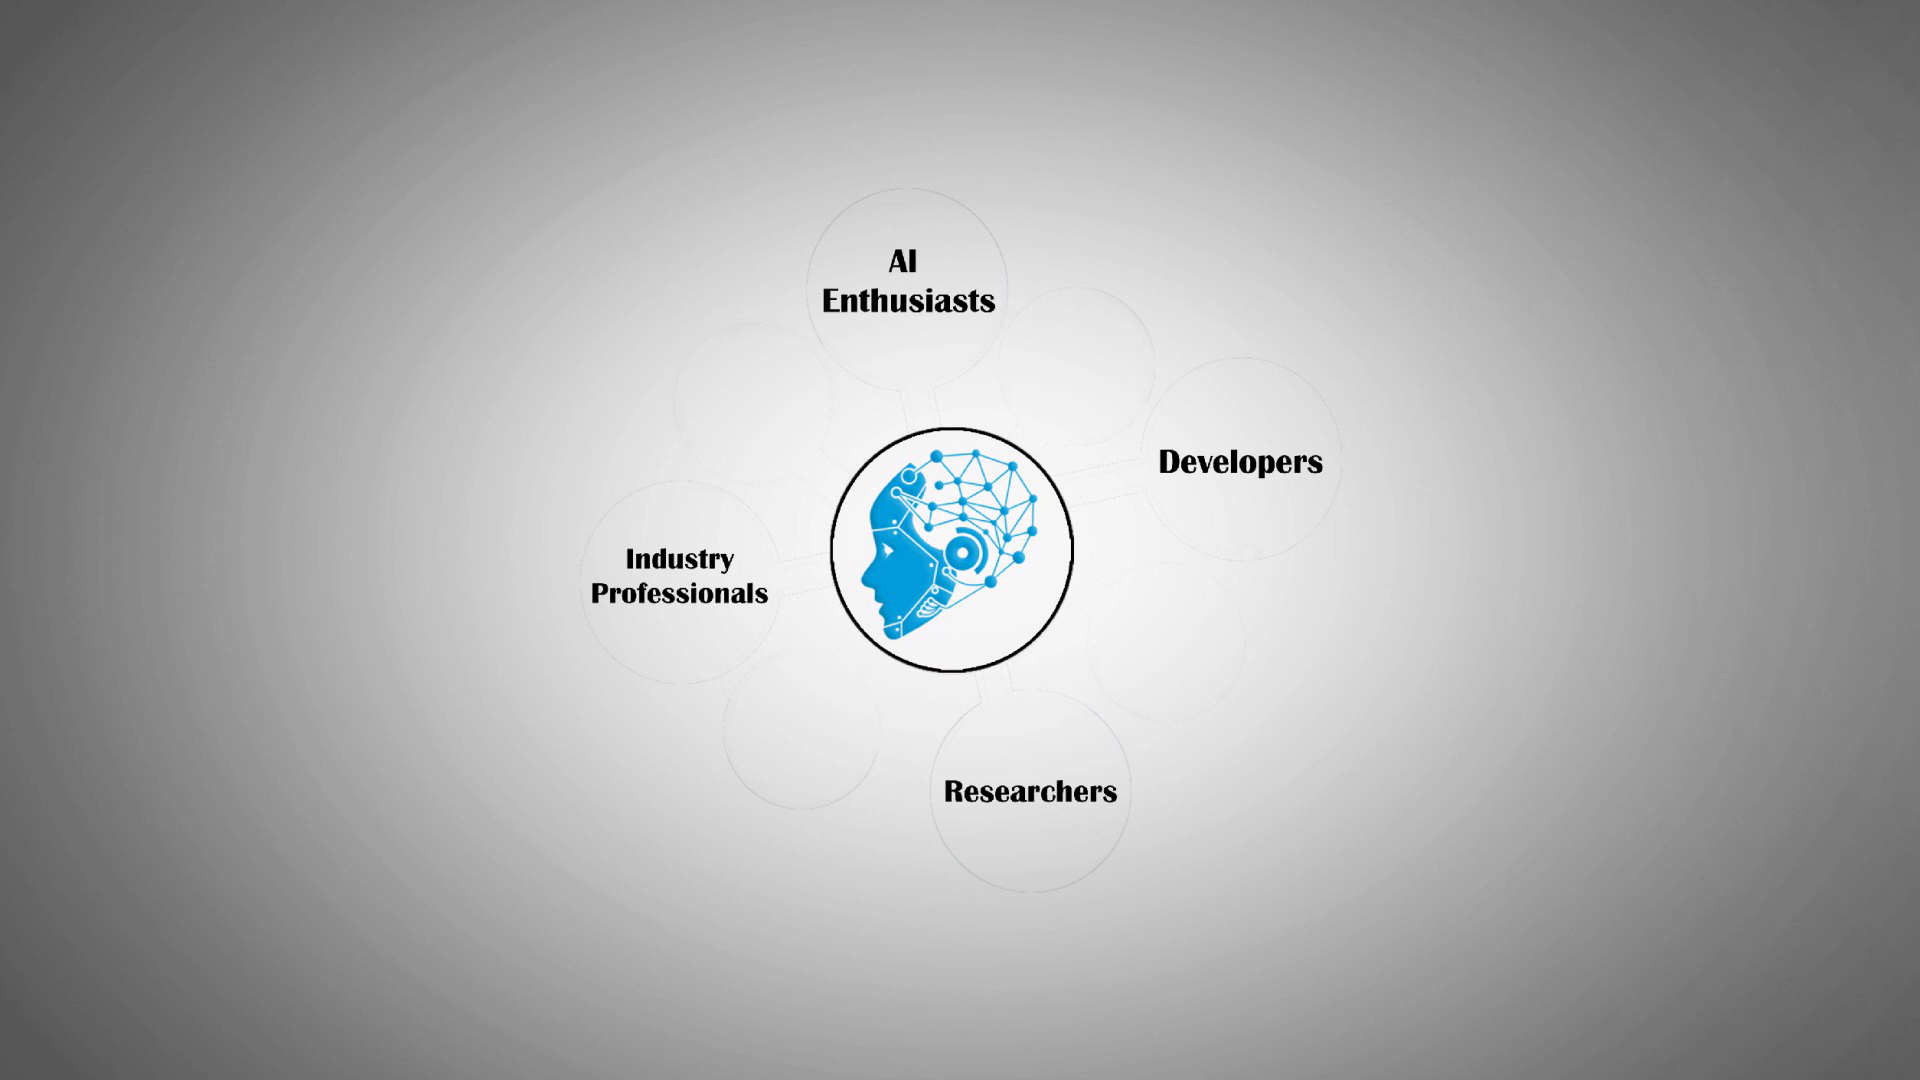 AI
Enthusiasts
Developers
Industry
Professionals
Researchers